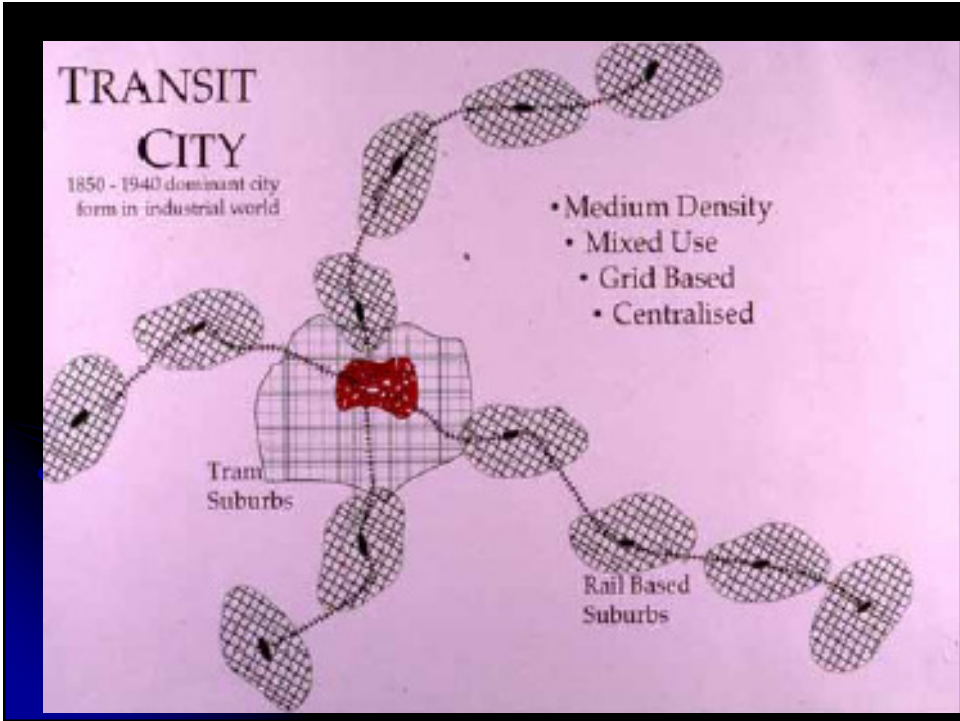 TRANSIT
CITY
1850 - 1940 dominant city
form in industrial world
• Medium Density
• Mixed Use
• Grid Based
• Centralised
Tram
Suburbs
Rail Based
Suburbs